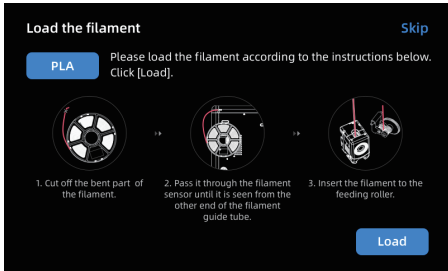 Load the filament
Skip
PLA
Please load the filament according to the instructions below.
Click [Load].
1. Cut off the bent part of
the filament.
2. Pass it through the filament
sensor until it is seen from the
other end of the filament
guide tube.
3. Insert the filament to the
feeding roller.
Load